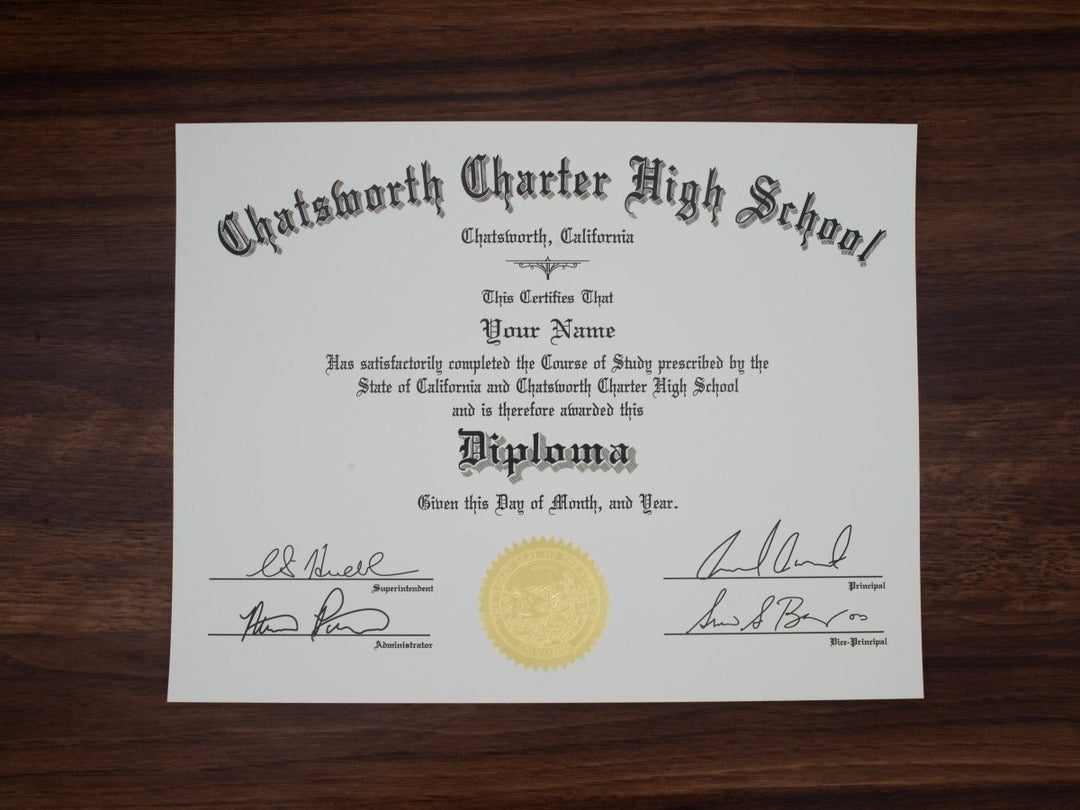 Chatsworth Charter High School
Chatsworth, California
This Certifies That
Your Name
Has satisfactorily completed the Course of Study prescribed by the
State of California and Chatsworth Charter High School
and is therefore awarded this
Diploma
Given this Day of Month, and Year.
Superintendent
Principal
Administrator
Vice-Principal